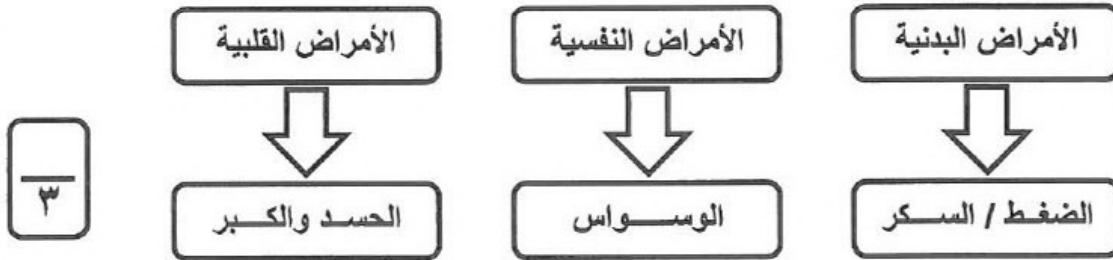 الأمراض البدنية
الأمراض النفسية
الأمراض القلبية
الضغط / السكر
الوسواس
الحسد والكبر
٣